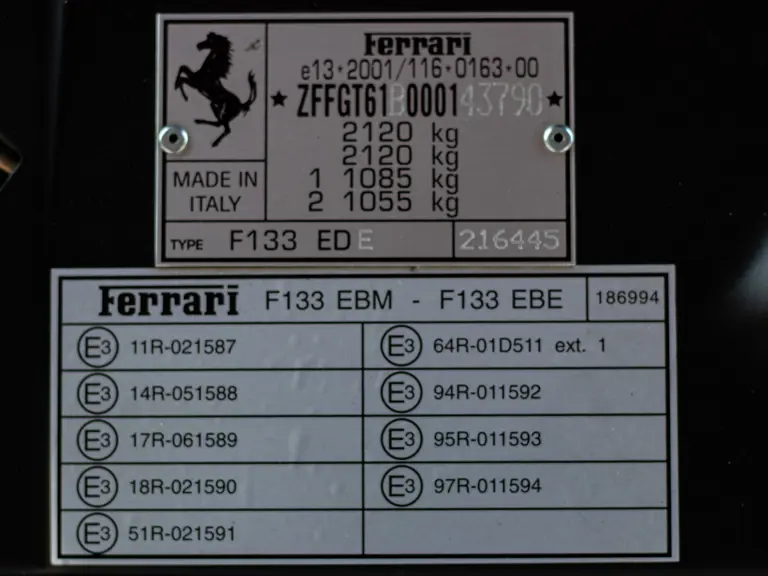 Ferrari
e13*2001/116*0163*00
★ZFFGT61B000143790★
2120 kg
2120 kg
1 1085 kg
2 1055 kg
MADE IN
ITALY
TYPE F133 EDE 216445
Ferrari F133 EBM - F133 EBE 186994
E3 11R-021587 E3 64R-01D511 ext. 1
E3 14R-051588 E3 94R-011592
E3 17R-061589 E3 95R-011593
E3 18R-021590 E3 97R-011594
E3 51R-021591